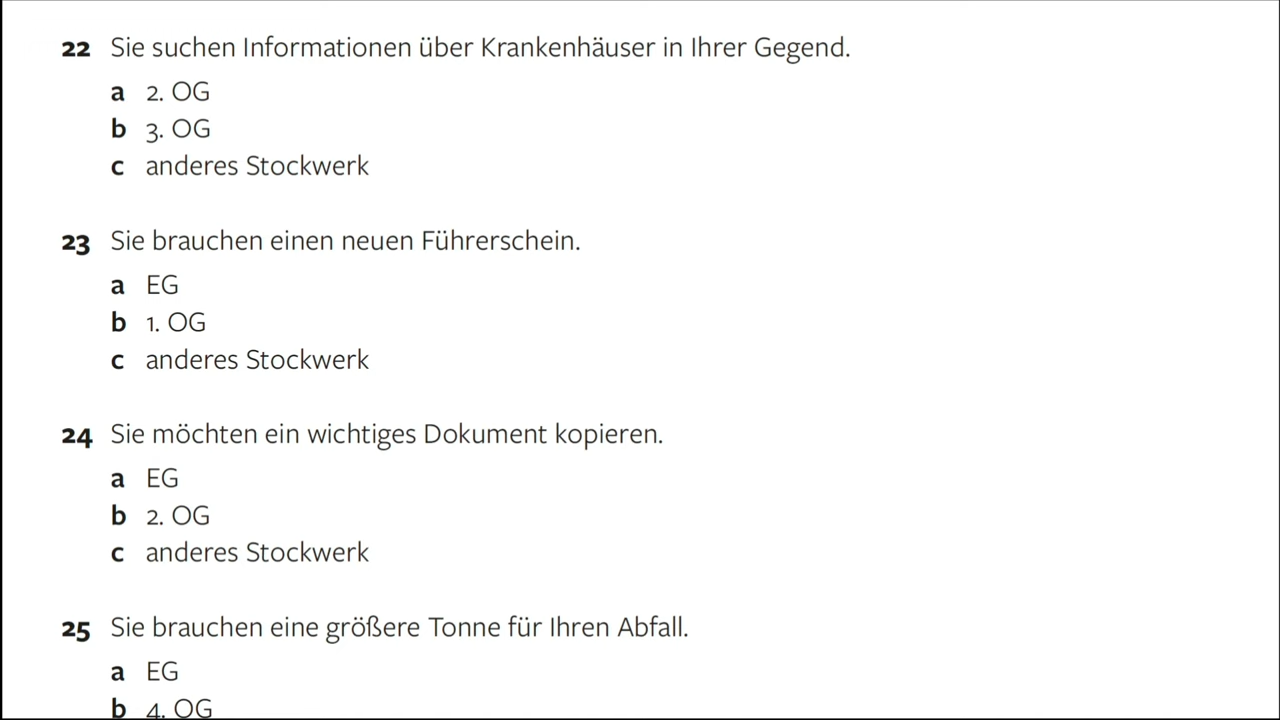 22 Sie suchen Informationen über Krankenhäuser in Ihrer Gegend.
a 2. OG
b 3. OG
c anderes Stockwerk
23 Sie brauchen einen neuen Führerschein.
a EG
b 1. OG
c anderes Stockwerk
24 Sie möchten ein wichtiges Dokument kopieren.
a EG
b 2. OG
c anderes Stockwerk
25 Sie brauchen eine größere Tonne für Ihren Abfall.
a EG
b 4. OG